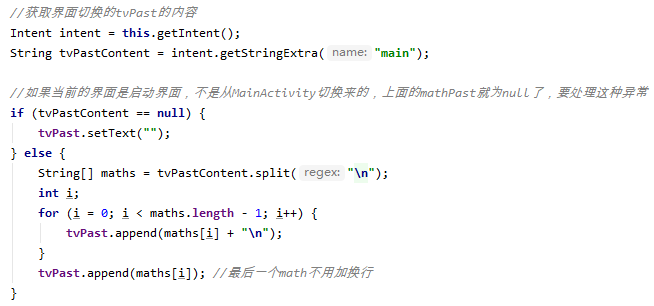 //获取界面切换的tvPast的内容
Intent intent = this.getIntent();
String tvPastContent = intent.getStringExtra( name: "main");
//如果当前的界面是启动界面，不是从MainActivity切换来的，上面的mathPast就为null了，要处理这种异常
if (tvPastContent == null) {
tvPast.setText("");
} else {
String[] maths = tvPastContent.split( regex: "\n");
int i;
for (i = 0; i < maths.length - 1; i++) {
tvPast.append(maths[i] + "\n");
}
tvPast.append(maths[i]); //最后一个math不用加换行
}